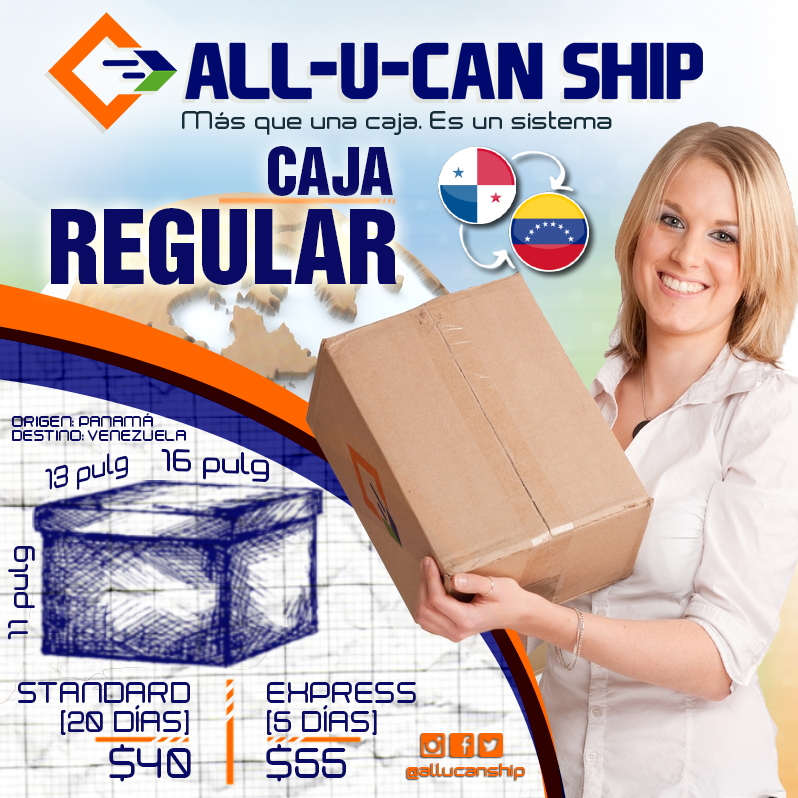 ALL-U-CAN SHIP
Más que una caja. Es un sistema
CAJA
REGULAR
ORIGEN: PANAMÁ
DESTINO: VENEZUELA
13 pulg
16 pulg
11 pulg
STANDARD
[20 DÍAS]
$40
EXPRESS
[5 DÍAS]
$55
@allucanship